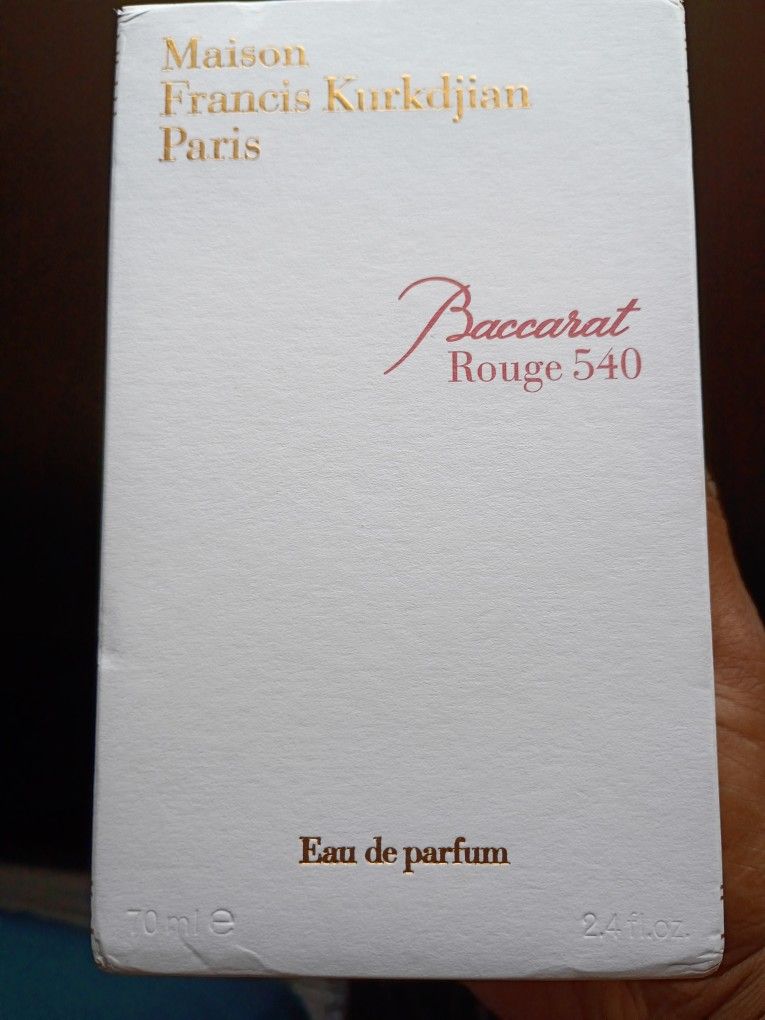 Maison
Francis Kurkdjian
Paris
Baccarat
Rouge 540
Eau de parfum
70 ml ℮ 2.4 fl.oz.